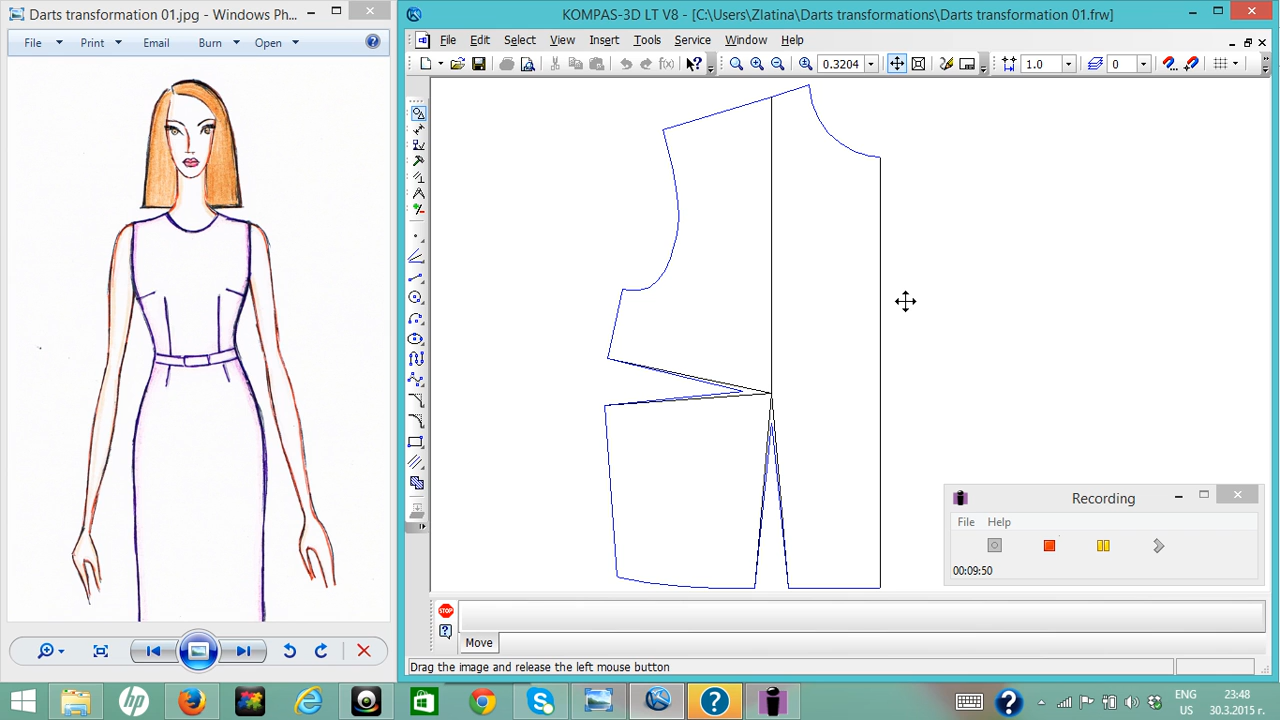 Darts transformation 01.jpg - Windows Ph...
File Print Email Burn Open
KOMPAS-3D LT V8 - [C:\Users\Zlatina\Darts transformations\Darts transformation 01.frw]
File Edit Select View Insert Tools Service Window Help
0.3204 1.0 0
Recording
File Help
00:09:50
STOP
Move
Drag the image and release the left mouse button
ENG 23:48
US 30.3.2015 г.